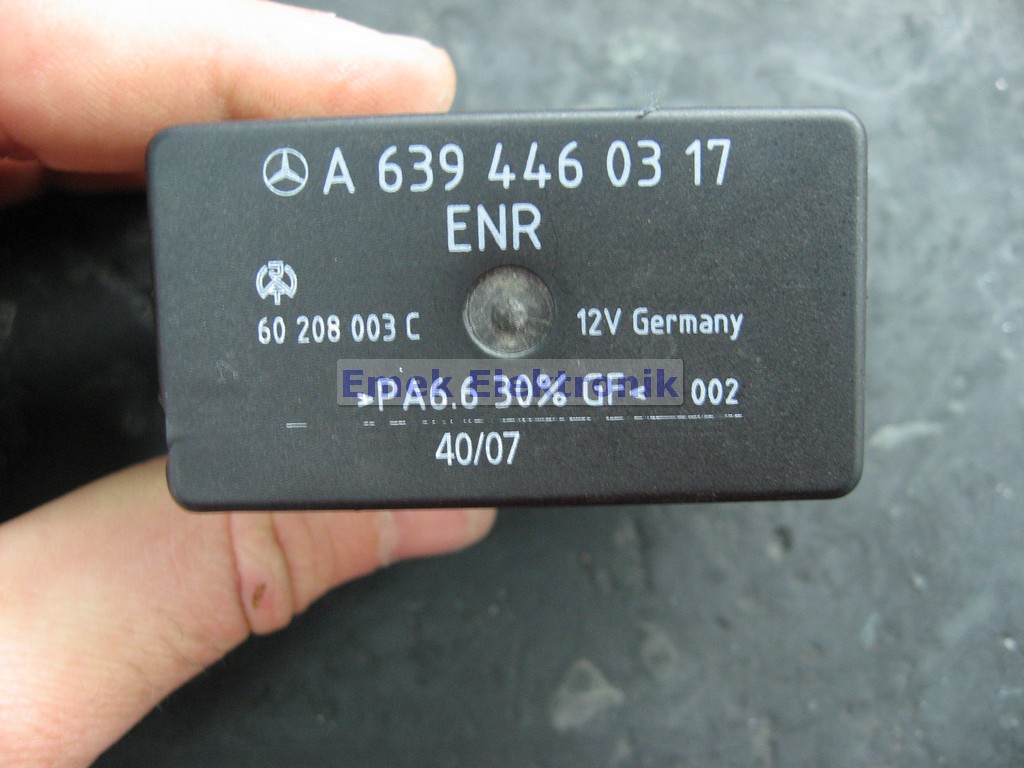 A 639 446 03 17
ENR
60 208 003 C
12V Germany
Emek Elektronik
>PA6.6 30% GF< 002
40/07